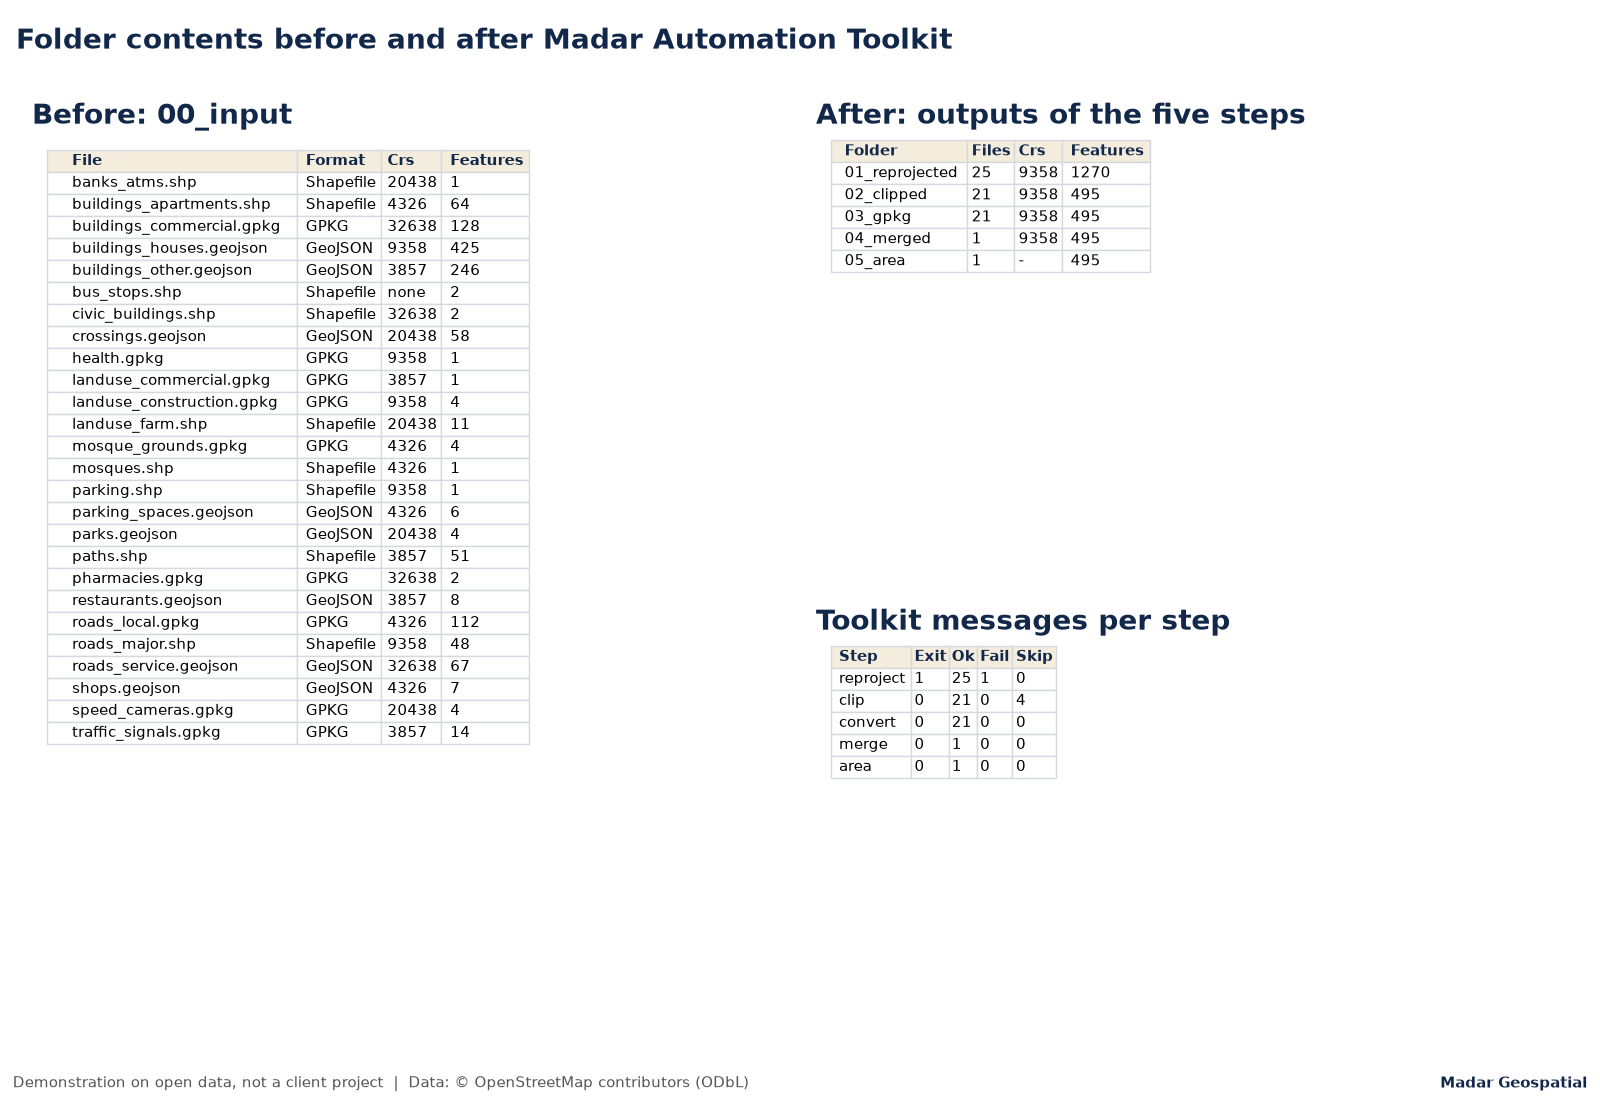 Folder contents before and after Madar Automation Toolkit
Before: 00_input
File Format Crs Features
banks_atms.shp Shapefile 20438 1
buildings_apartments.shp Shapefile 4326 64
buildings_commercial.gpkg GPKG 32638 128
buildings_houses.geojson GeoJSON 9358 425
buildings_other.geojson GeoJSON 3857 246
bus_stops.shp Shapefile none 2
civic_buildings.shp Shapefile 32638 2
crossings.geojson GeoJSON 20438 58
health.gpkg GPKG 9358 1
landuse_commercial.gpkg GPKG 3857 1
landuse_construction.gpkg GPKG 9358 4
landuse_farm.shp Shapefile 20438 11
mosque_grounds.gpkg GPKG 4326 4
mosques.shp Shapefile 4326 1
parking.shp Shapefile 9358 1
parking_spaces.geojson GeoJSON 4326 6
parks.geojson GeoJSON 20438 4
paths.shp Shapefile 3857 51
pharmacies.gpkg GPKG 32638 2
restaurants.geojson GeoJSON 3857 8
roads_local.gpkg GPKG 4326 112
roads_major.shp Shapefile 9358 48
roads_service.geojson GeoJSON 32638 67
shops.geojson GeoJSON 4326 7
speed_cameras.gpkg GPKG 20438 4
traffic_signals.gpkg GPKG 3857 14
After: outputs of the five steps
Folder Files Crs Features
01_reprojected 25 9358 1270
02_clipped 21 9358 495
03_gpkg 21 9358 495
04_merged 1 9358 495
05_area 1 - 495
Toolkit messages per step
Step Exit Ok Fail Skip
reproject 1 25 1 0
clip 0 21 0 4
convert 0 21 0 0
merge 0 1 0 0
area 0 1 0 0
Demonstration on open data, not a client project | Data: © OpenStreetMap contributors (ODbL)
Madar Geospatial